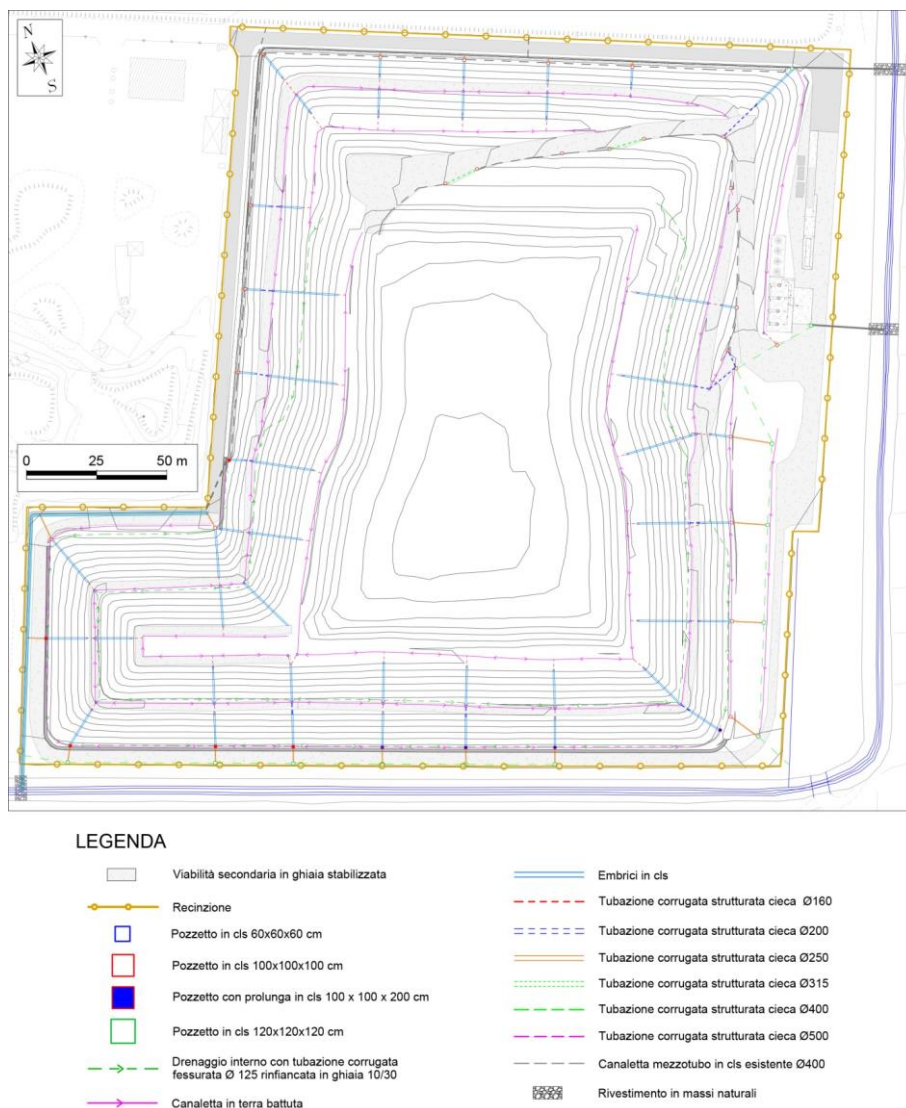 N
S
0 25 50 m
LEGENDA
Viabilità secondaria in ghiaia stabilizzata
Recinzione
Pozzetto in cls 60x60x60 cm
Pozzetto in cls 100x100x100 cm
Pozzetto con prolunga in cls 100 x 100 x 200 cm
Pozzetto in cls 120x120x120 cm
Drenaggio interno con tubazione corrugata
fessurata Ø 125 rinfiancata in ghiaia 10/30
Canaletta in terra battuta
Embrici in cls
Tubazione corrugata strutturata cieca Ø160
Tubazione corrugata strutturata cieca Ø200
Tubazione corrugata strutturata cieca Ø250
Tubazione corrugata strutturata cieca Ø315
Tubazione corrugata strutturata cieca Ø400
Tubazione corrugata strutturata cieca Ø500
Canaletta mezzotubo in cls esistente Ø400
Rivestimento in massi naturali